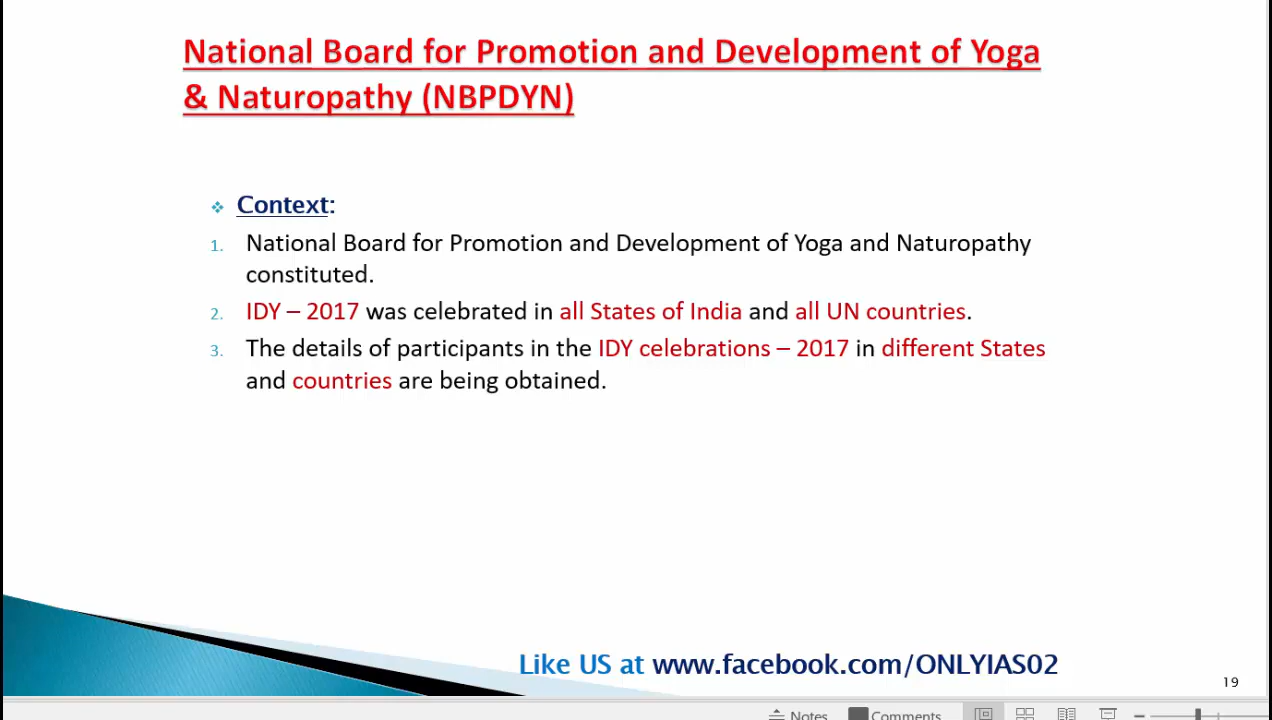 National Board for Promotion and Development of Yoga
& Naturopathy (NBPDYN)
❖ Context:
1. National Board for Promotion and Development of Yoga and Naturopathy
constituted.
2. IDY – 2017 was celebrated in all States of India and all UN countries.
3. The details of participants in the IDY celebrations – 2017 in different States
and countries are being obtained.
Like US at www.facebook.com/ONLYIAS02
19
Notes Comments